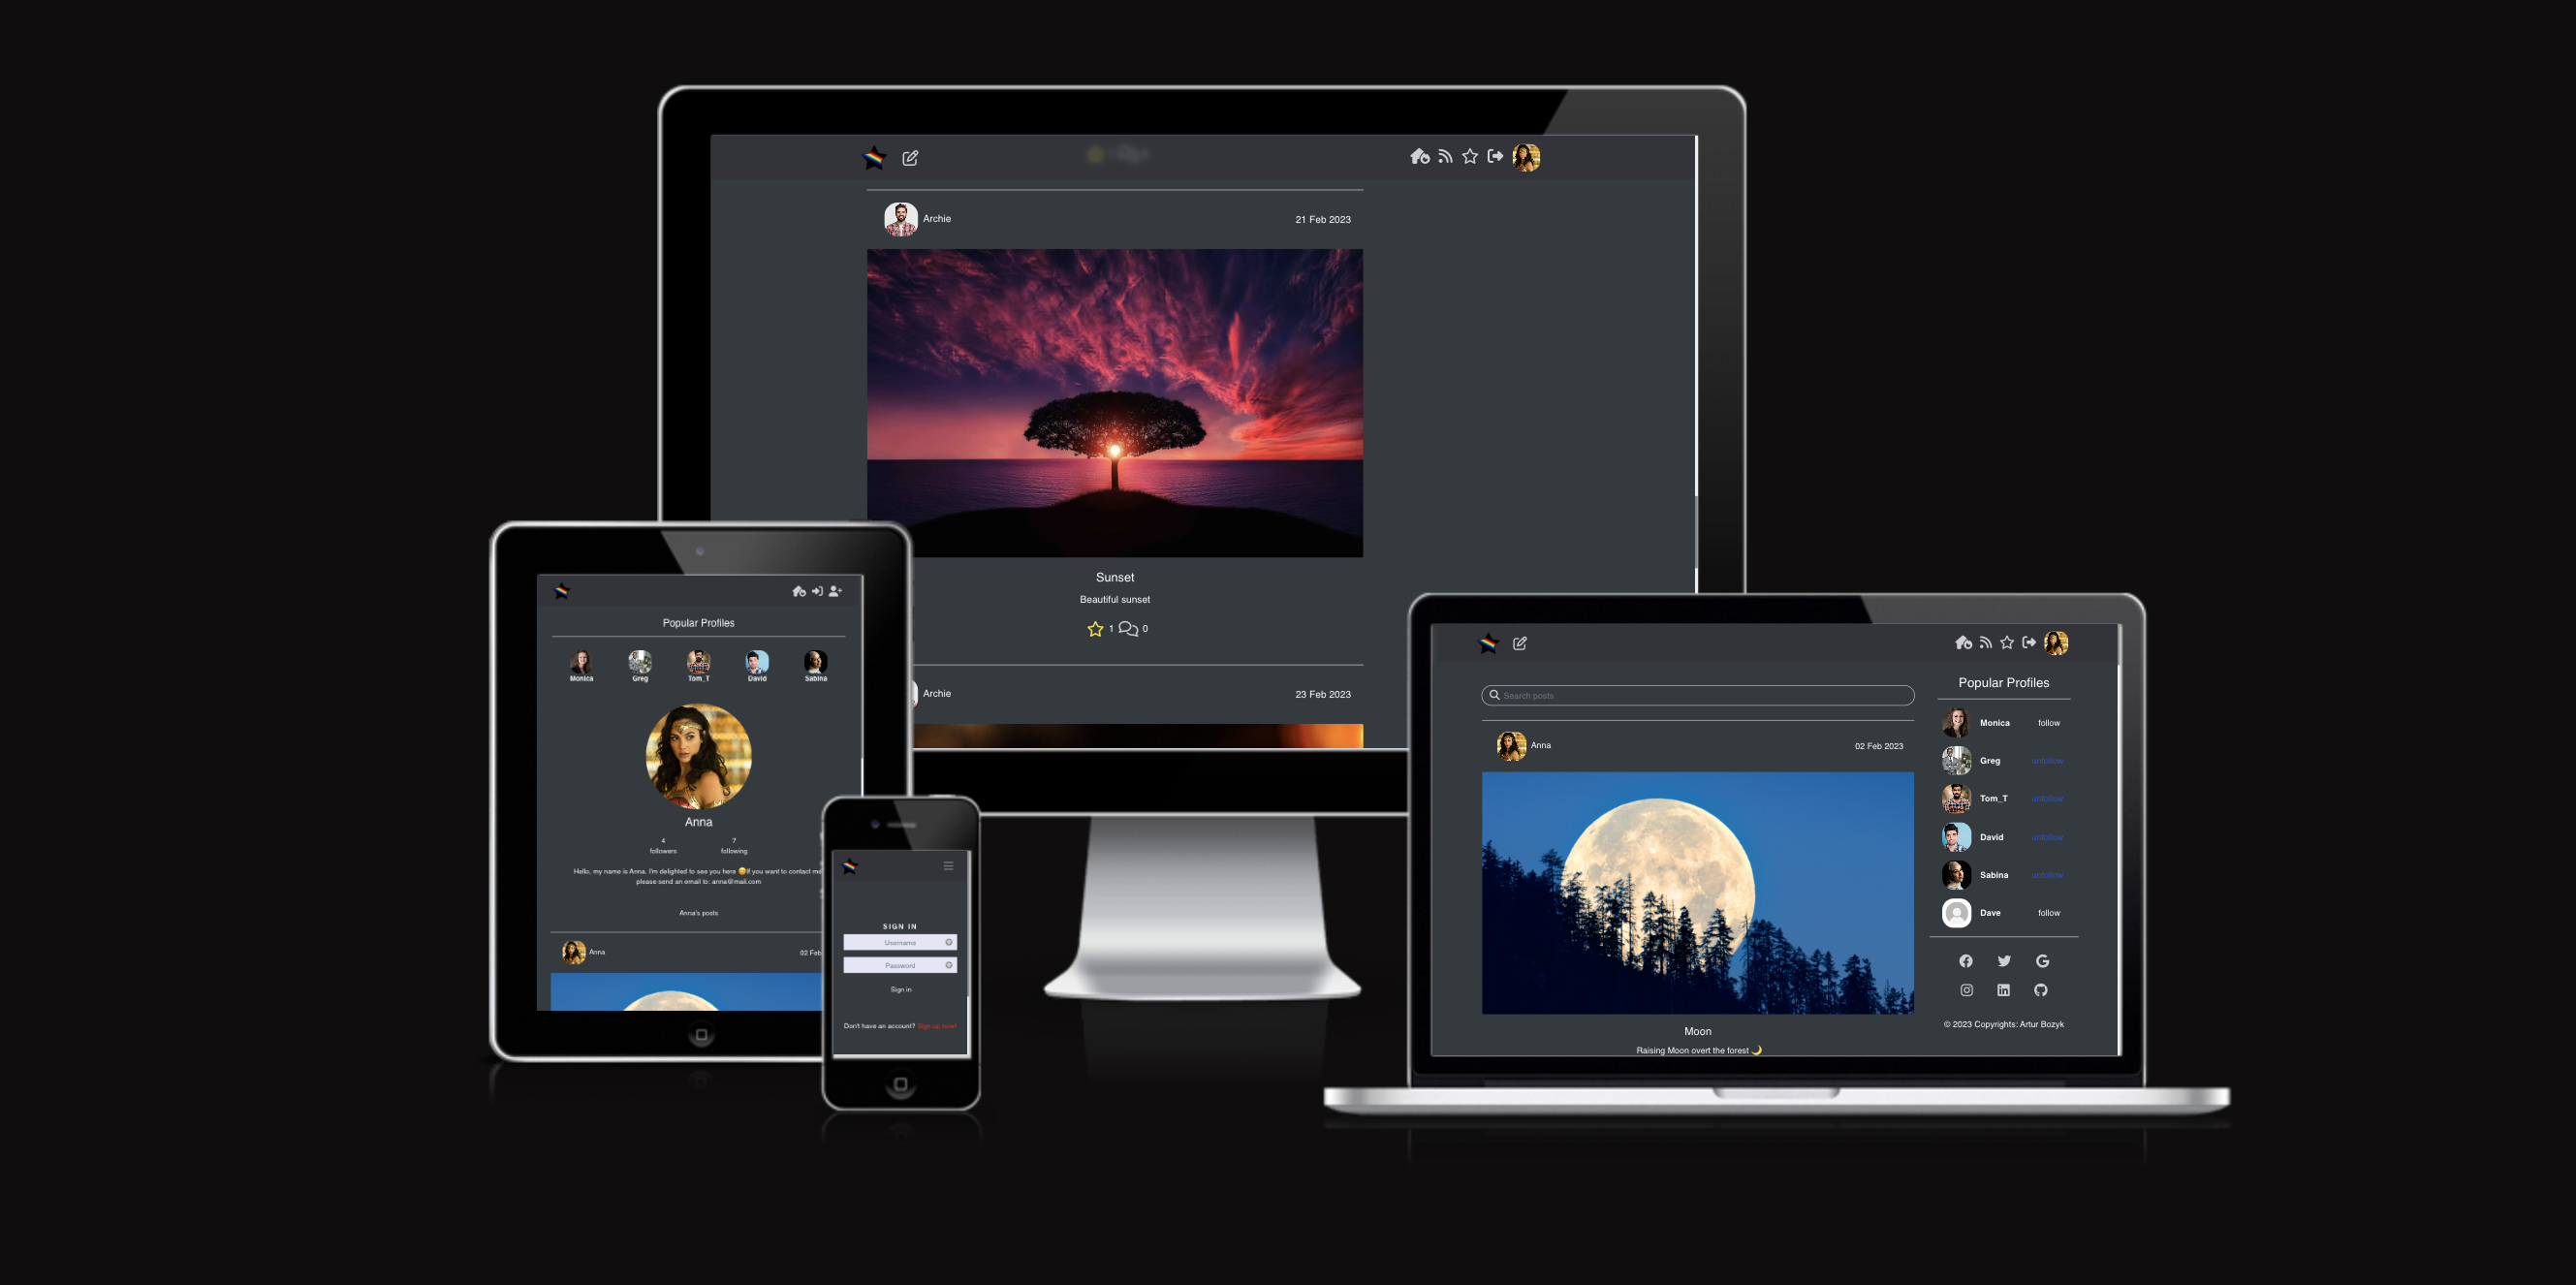 Archie
21 Feb 2023
Sunset
Beautiful sunset
1 0
Archie
23 Feb 2023
Popular Profiles
Monica
Greg
Tom_T
David
Sabina
Anna
4
followers
7
following
Hello, my name is Anna. I'm delighted to see you here 😊If you want to contact me
please send an email to: anna@mail.com
Anna's posts
Anna
02 Feb
SIGN IN
Username
Password
Sign in
Don't have an account? Sign up now!
Search posts
Anna
02 Feb 2023
Moon
Raising Moon overt the forest 🌙
Popular Profiles
Monica follow
Greg unfollow
Tom_T unfollow
David unfollow
Sabina unfollow
Dave follow
© 2023 Copyrights: Artur Bozyk